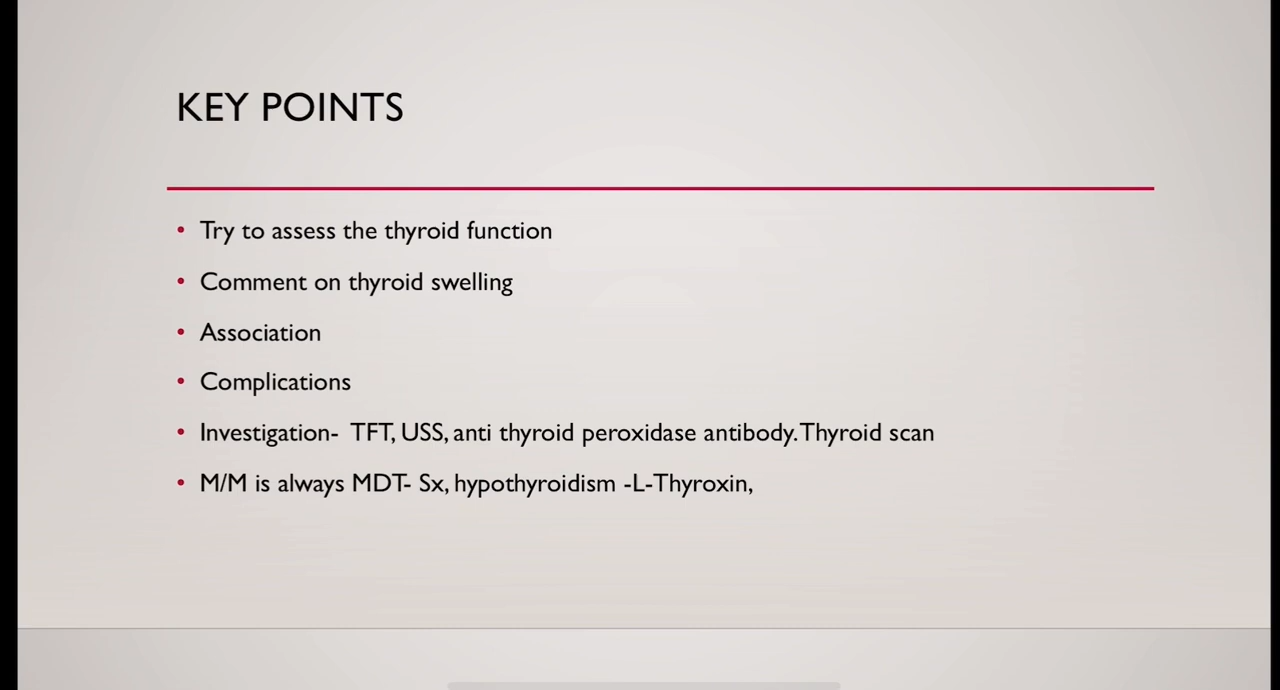 KEY POINTS
• Try to assess the thyroid function
• Comment on thyroid swelling
• Association
• Complications
• Investigation-  TFT, USS, anti thyroid peroxidase antibody.Thyroid scan
• M/M is always MDT- Sx, hypothyroidism -L-Thyroxin,